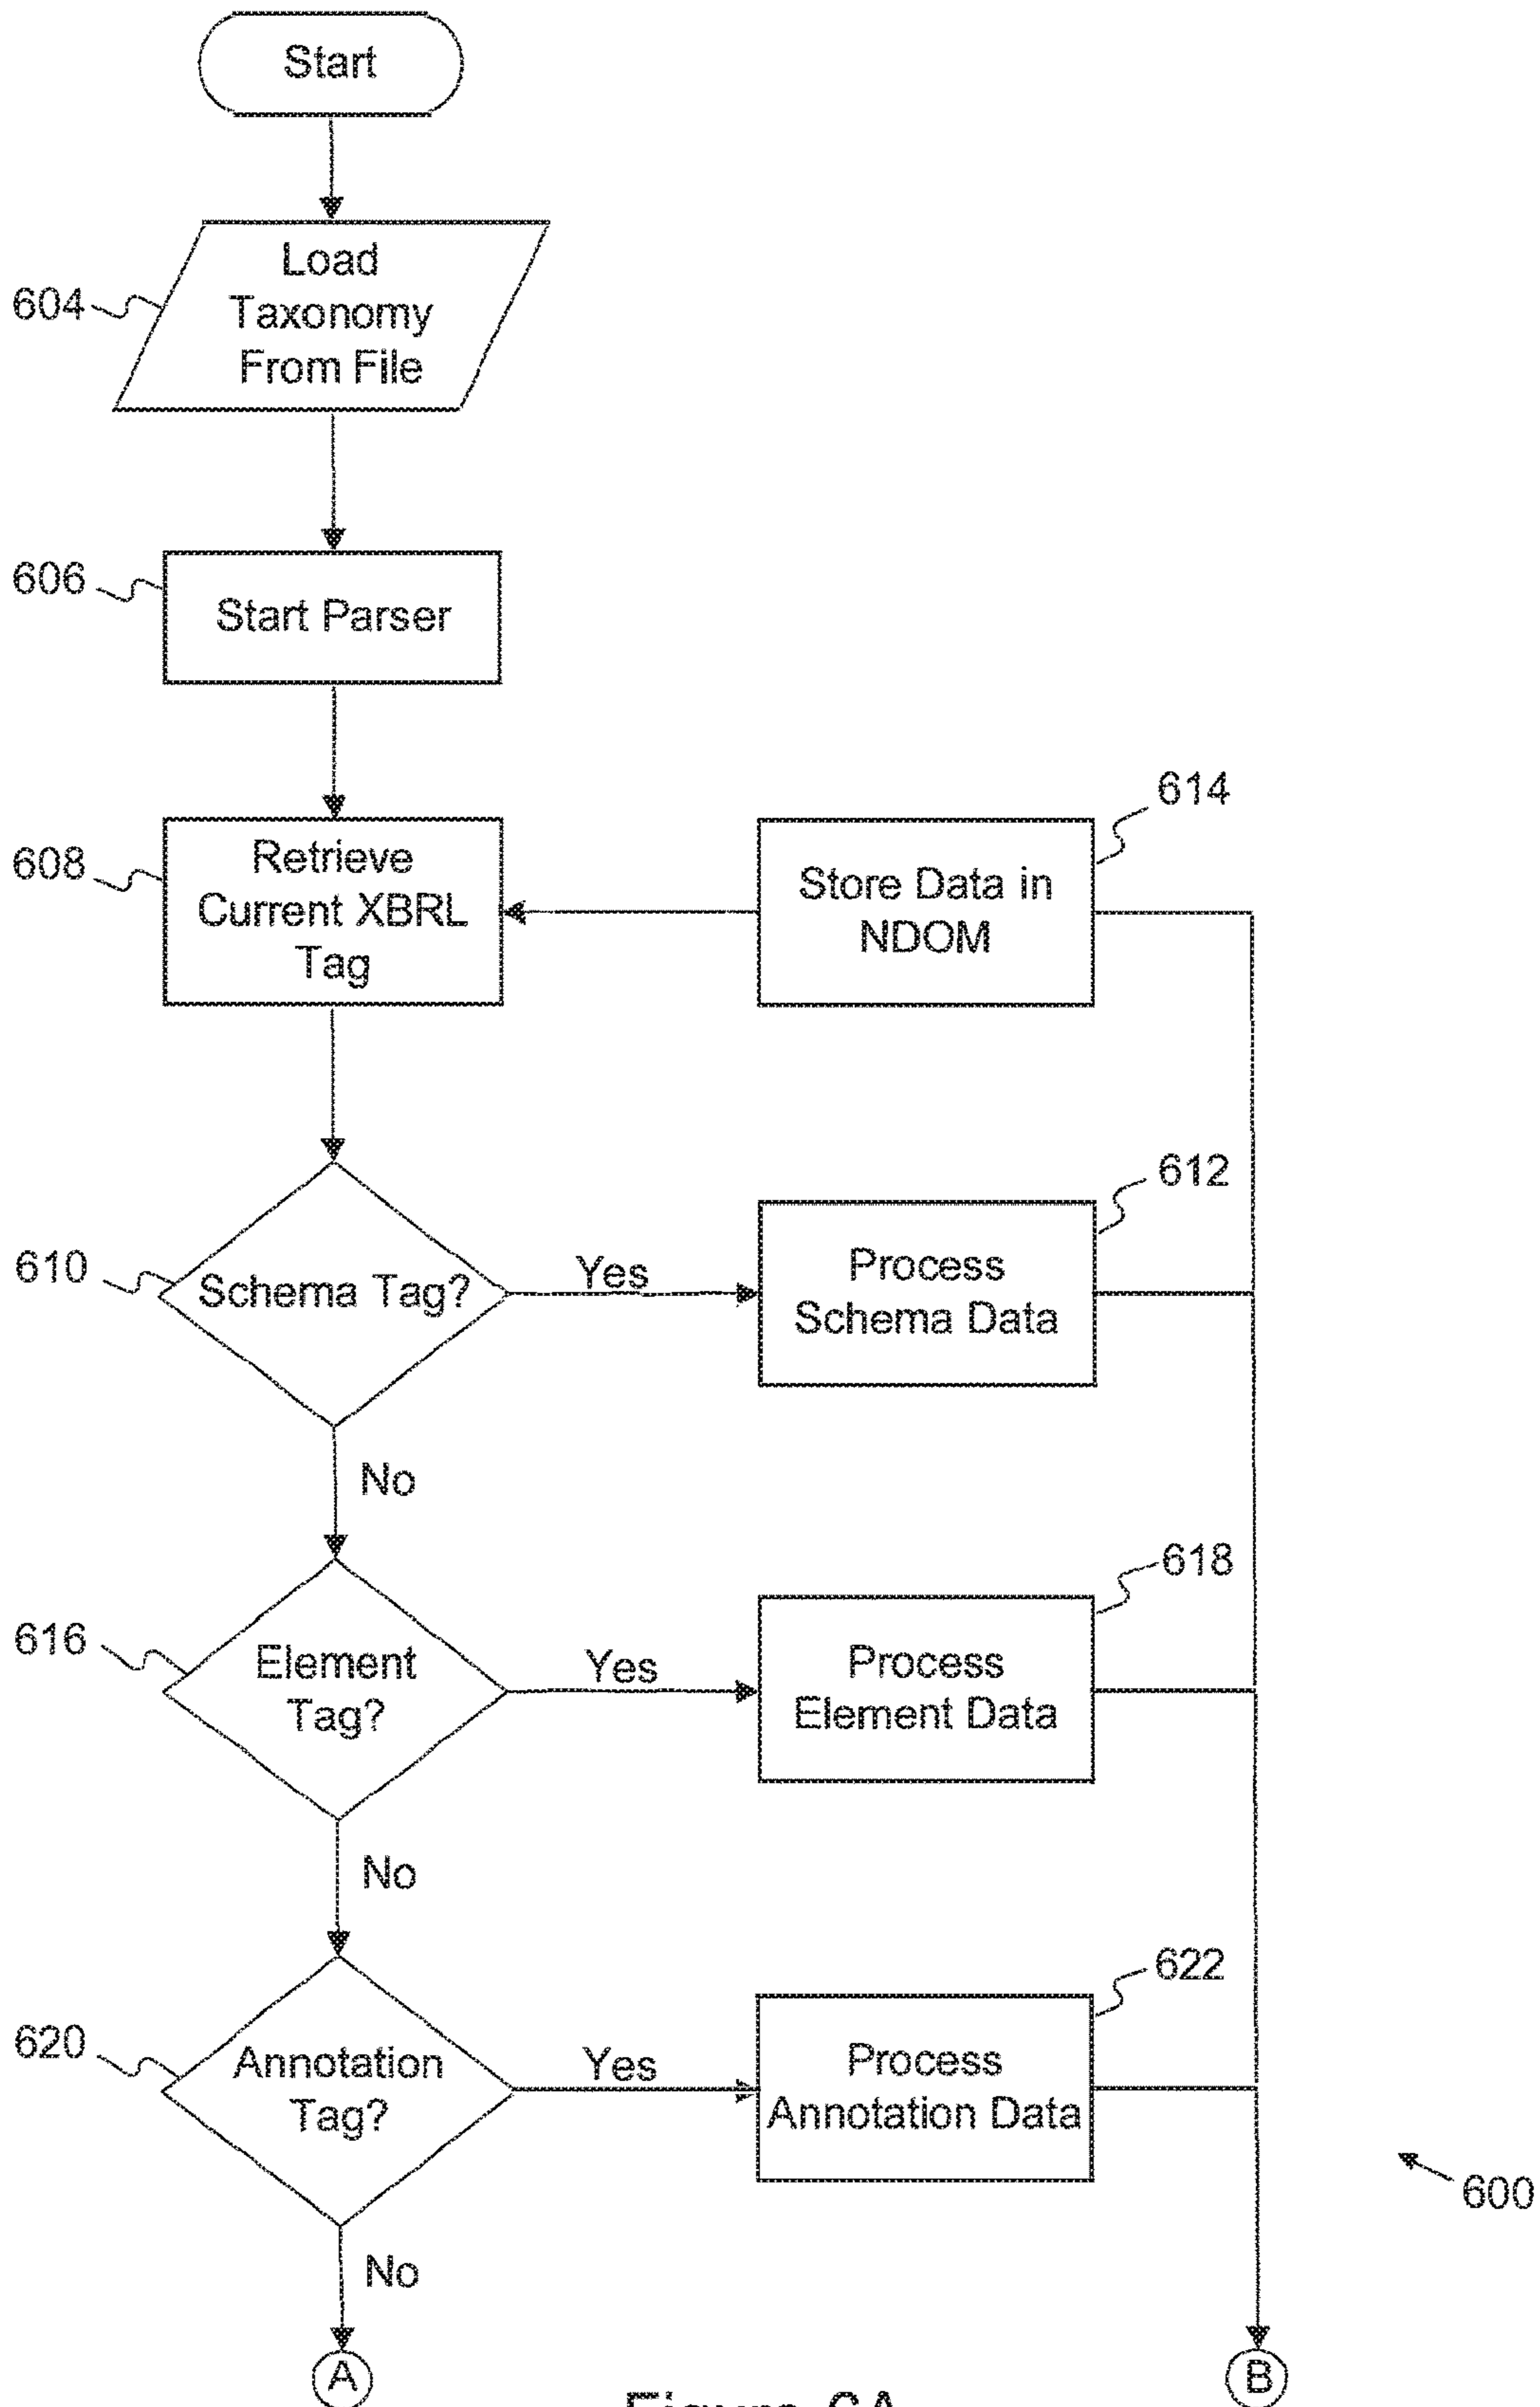 Start
604
Load
Taxonomy
From File
606
Start Parser
608
Retrieve
Current XBRL
Tag
614
Store Data in
NDOM
610
Schema Tag?
Yes
612
Process
Schema Data
No
616
Element
Tag?
Yes
618
Process
Element Data
No
620
Annotation
Tag?
Yes
622
Process
Annotation Data
600
No
A
B
Figure 6A